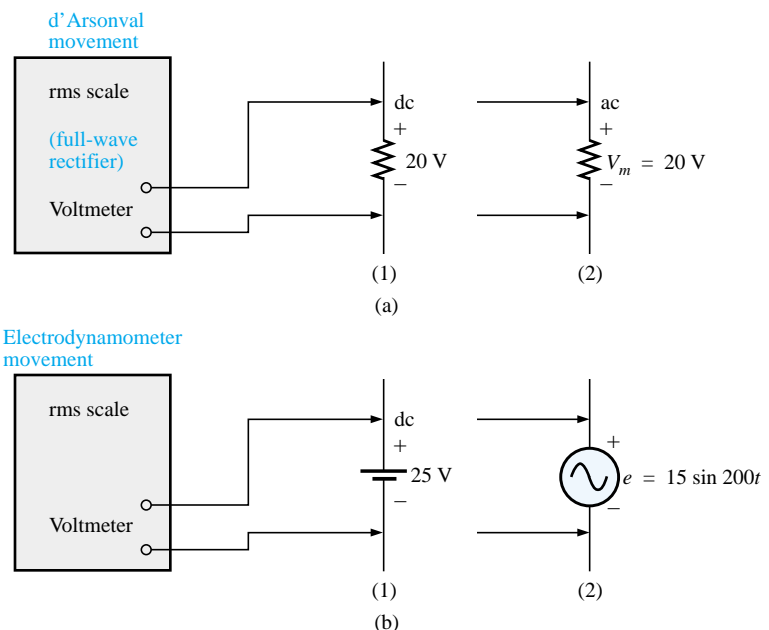 d’Arsonval
movement
rms scale
(full-wave
rectifier)
Voltmeter
dc
+
20 V
–
(1)
ac
+
Vm = 20 V
–
(2)
(a)
Electrodynamometer
movement
rms scale
Voltmeter
dc
+
25 V
–
(1)
+
e = 15 sin 200t
–
(2)
(b)